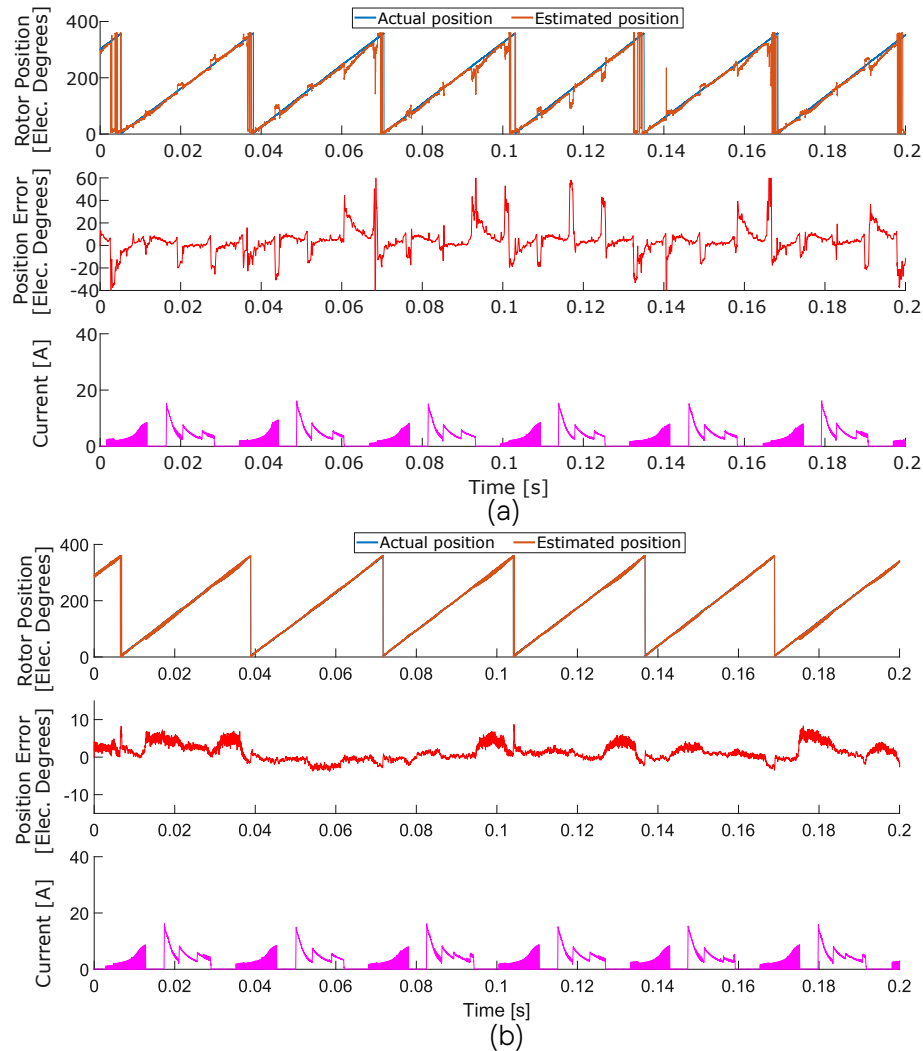 Actual position Estimated position
Rotor Position
[Elec. Degrees]
400
200
0
0 0.02 0.04 0.06 0.08 0.1 0.12 0.14 0.16 0.18 0.2
Position Error
[Elec. Degrees]
60
40
20
0
-20
-40
0 0.02 0.04 0.06 0.08 0.1 0.12 0.14 0.16 0.18 0.2
Current [A]
40
20
0
0 0.02 0.04 0.06 0.08 0.1 0.12 0.14 0.16 0.18 0.2
Time [s]
(a)
Actual position Estimated position
Rotor Position
[Elec. Degrees]
400
200
0
0 0.02 0.04 0.06 0.08 0.1 0.12 0.14 0.16 0.18 0.2
Position Error
[Elec. Degrees]
10
0
-10
0 0.02 0.04 0.06 0.08 0.1 0.12 0.14 0.16 0.18 0.2
Current [A]
40
20
0
0 0.02 0.04 0.06 0.08 0.1 0.12 0.14 0.16 0.18 0.2
Time [s]
(b)